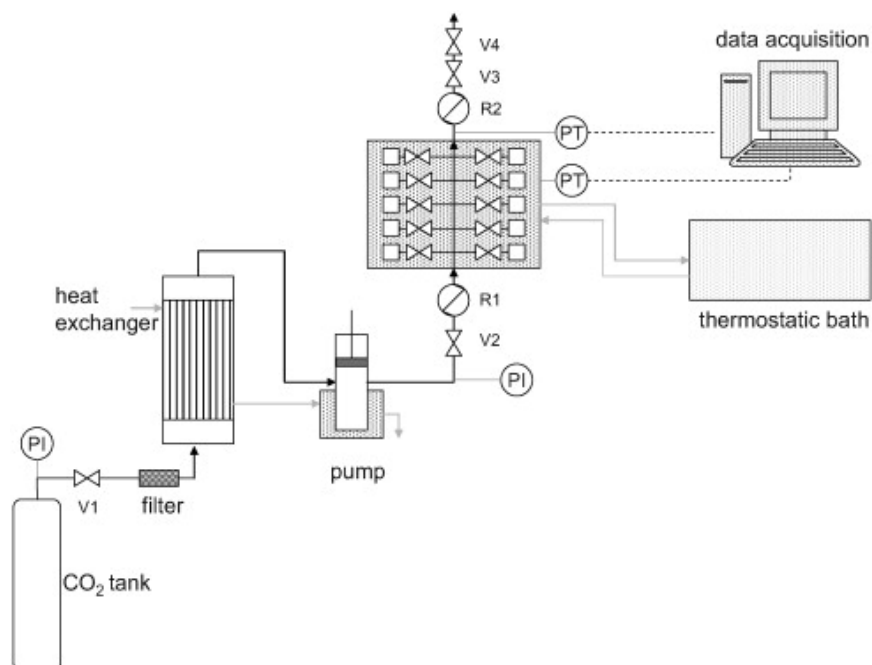 V4
data acquisition
V3
R2
PT
PT
heat
exchanger
R1
thermostatic bath
V2
PI
PI
pump
V1
filter
CO₂ tank